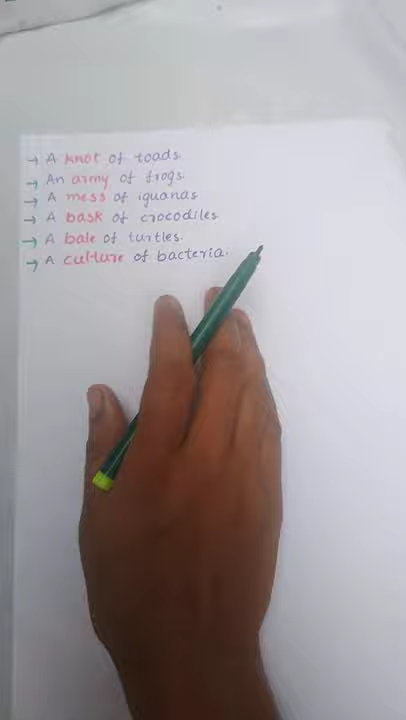 → A knot of toads.
→ An army of frogs.
→ A mess of iguanas
→ A bask of crocodiles
→ A bale of turtles.
→ A culture of bacteria.